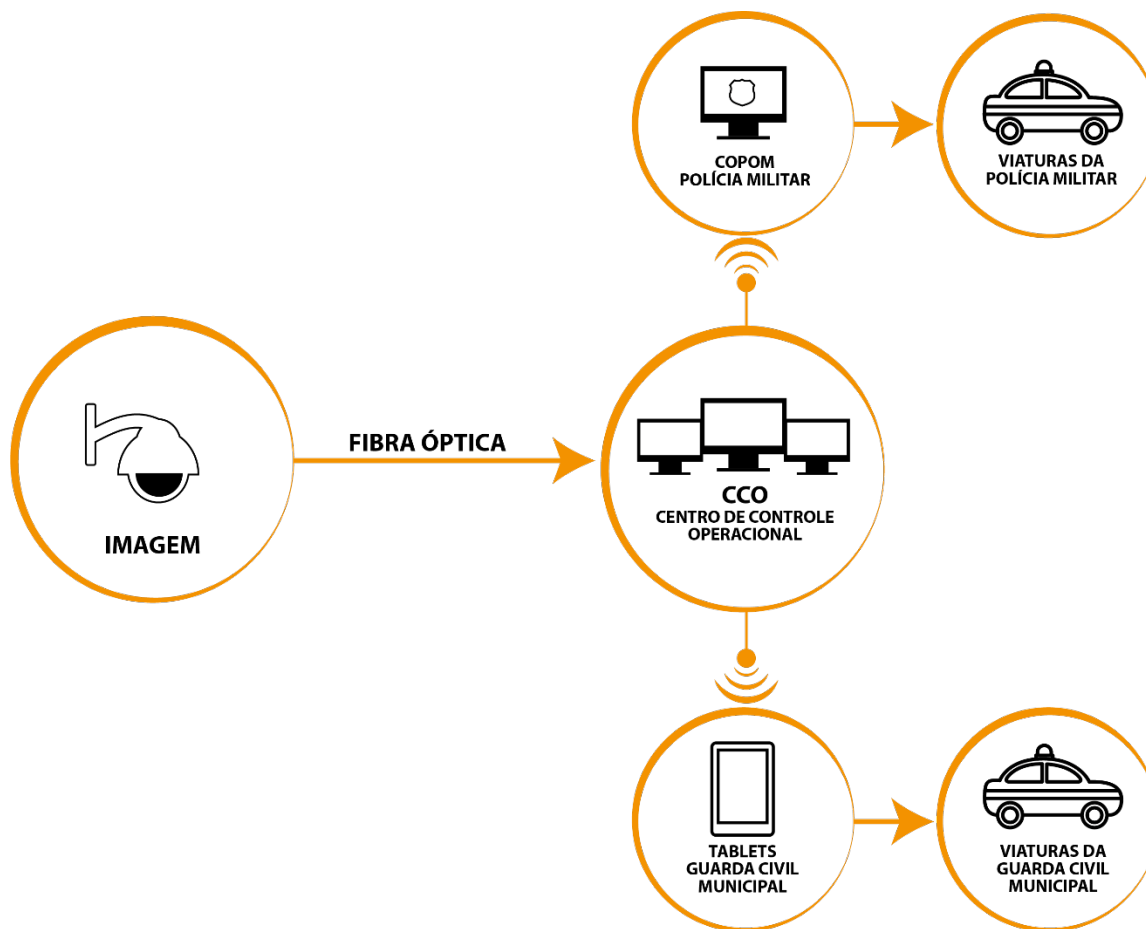 COPOM
POLÍCIA MILITAR
VIATURAS DA
POLÍCIA MILITAR
IMAGEM
FIBRA ÓPTICA
CCO
CENTRO DE CONTROLE
OPERACIONAL
TABLETS
GUARDA CIVIL
MUNICIPAL
VIATURAS DA
GUARDA CIVIL
MUNICIPAL